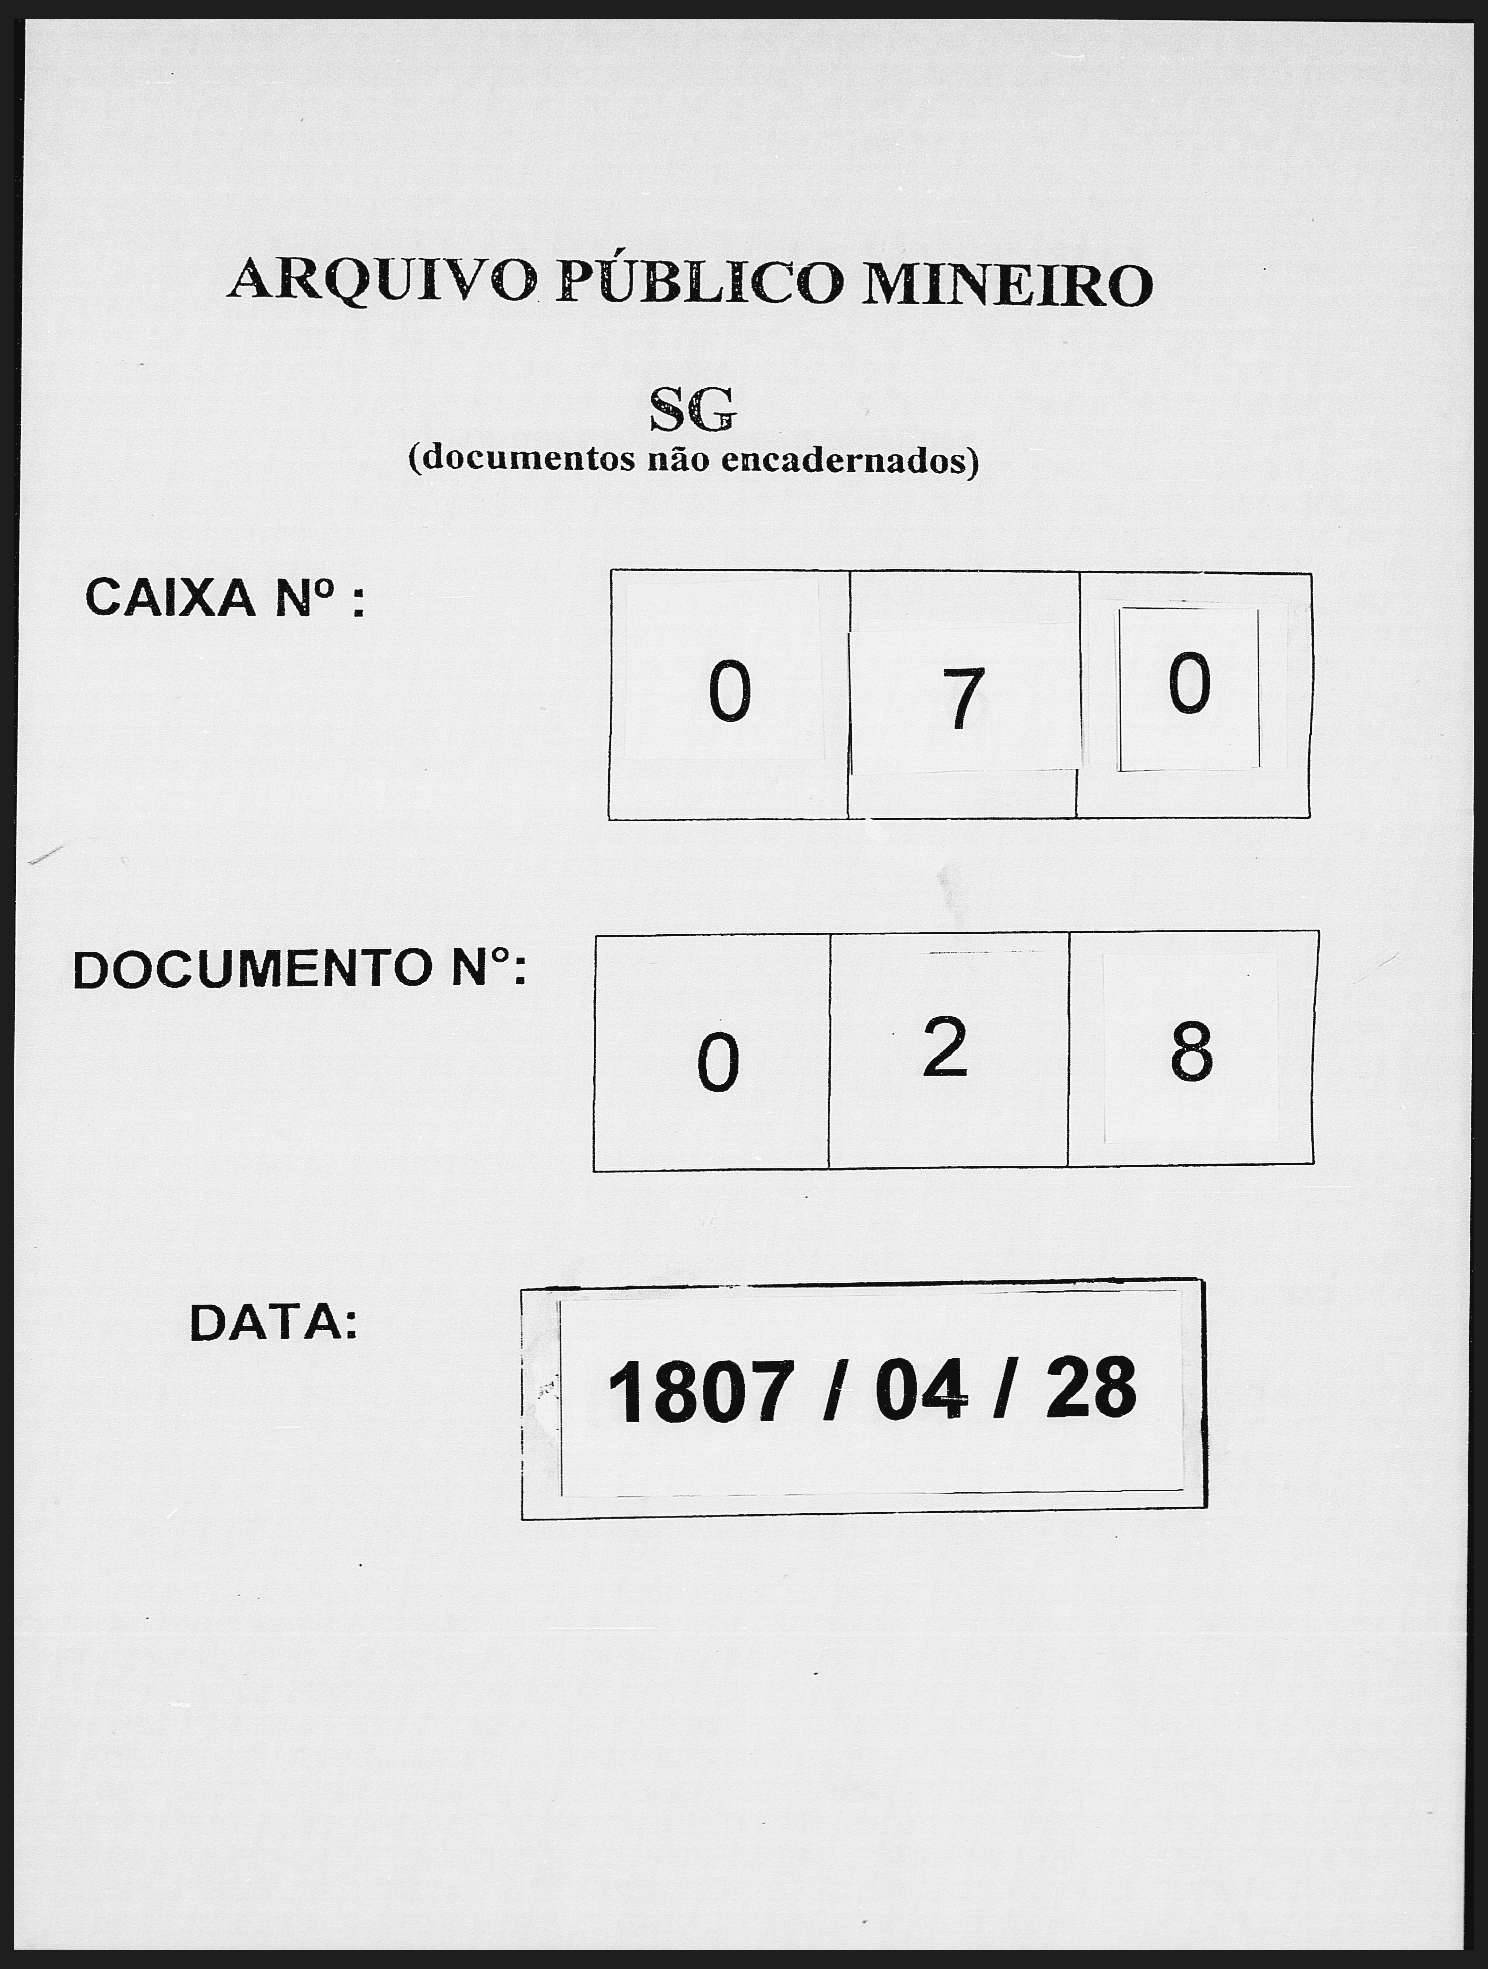 ARQUIVO PÚBLICO MINEIRO
SG
(documentos não encadernados)
CAIXA Nº : 0 7 0
DOCUMENTO N°: 0 2 8
DATA: 1807 / 04 / 28